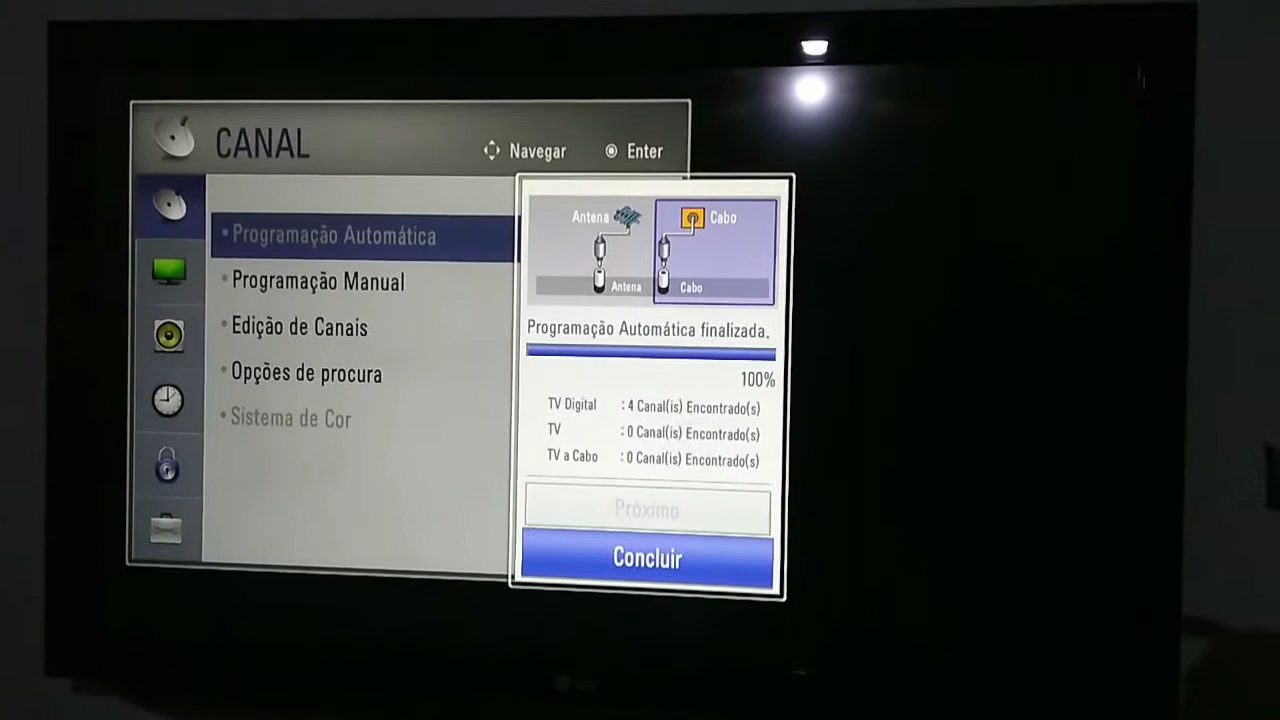 CANAL
Navegar
Enter
Programação Automática
Programação Manual
Edição de Canais
Opções de procura
Sistema de Cor
Antena
Cabo
Antena
Cabo
Programação Automática finalizada.
100%
TV Digital : 4 Canal(is) Encontrado(s)
TV : 0 Canal(is) Encontrado(s)
TV a Cabo : 0 Canal(is) Encontrado(s)
Próximo
Concluir